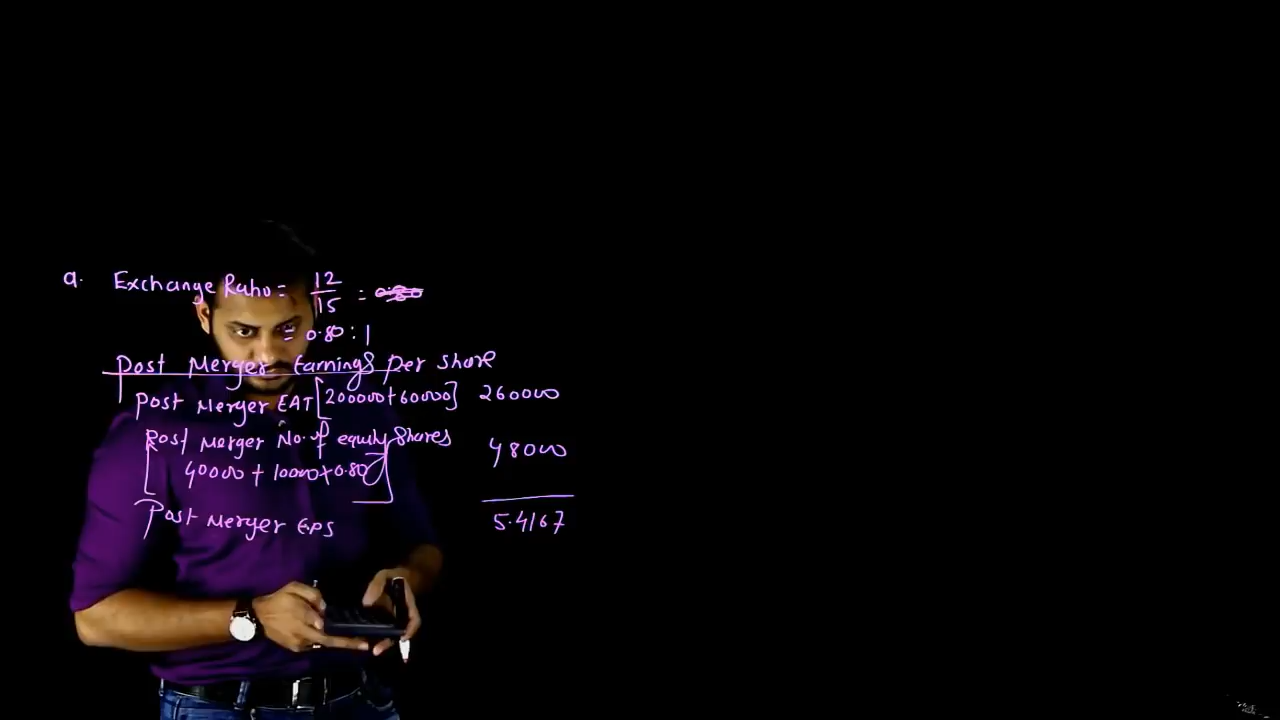 a. Exchange Ratio = 12/15 =
= 0.80 : 1
Post Merger Earnings per share
Post Merger EAT [200000+60000] 260000
Post Merger No. of equity shares 48000
[40000 + 10000 x 0.80]
Post Merger EPS 5.4167